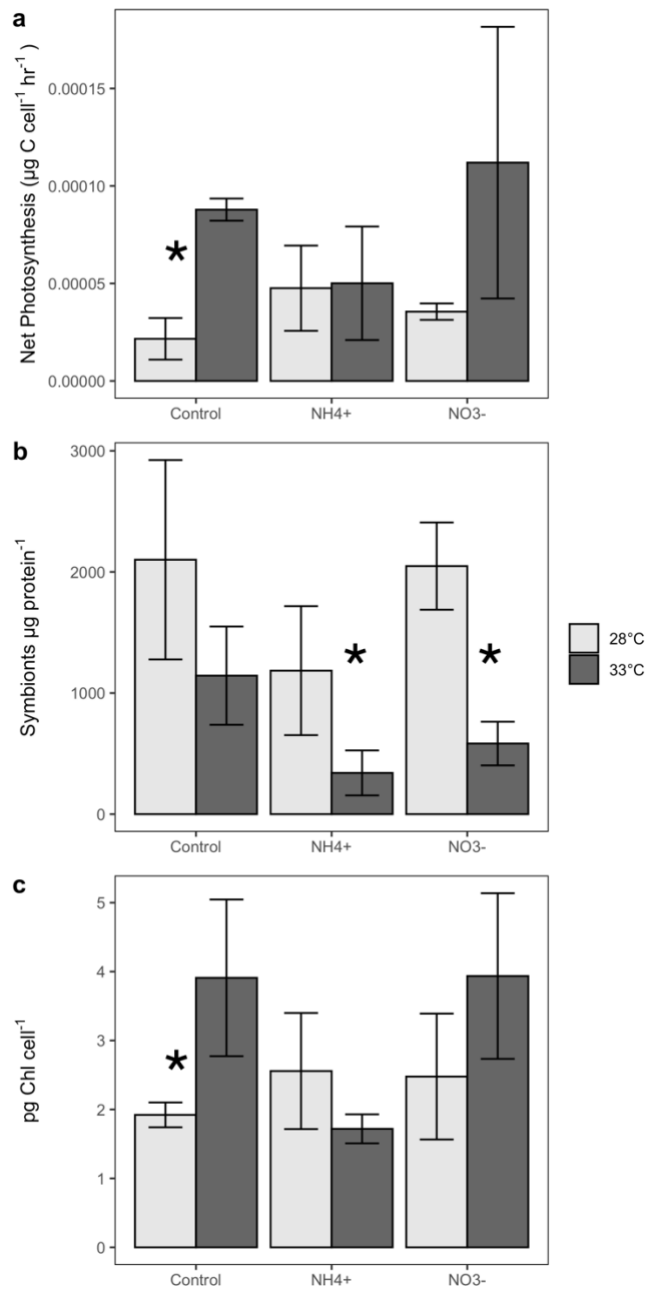 a
Net Photosynthesis (µg C cell⁻¹ hr⁻¹ )
0.00015
0.00010
0.00005
0.00000
*
Control NH4+ NO3-
b
Symbionts µg protein⁻¹
3000
2000
1000
0
* *
Control NH4+ NO3-
28°C
33°C
c
pg Chl cell⁻¹
5
4
3
2
1
0
*
Control NH4+ NO3-